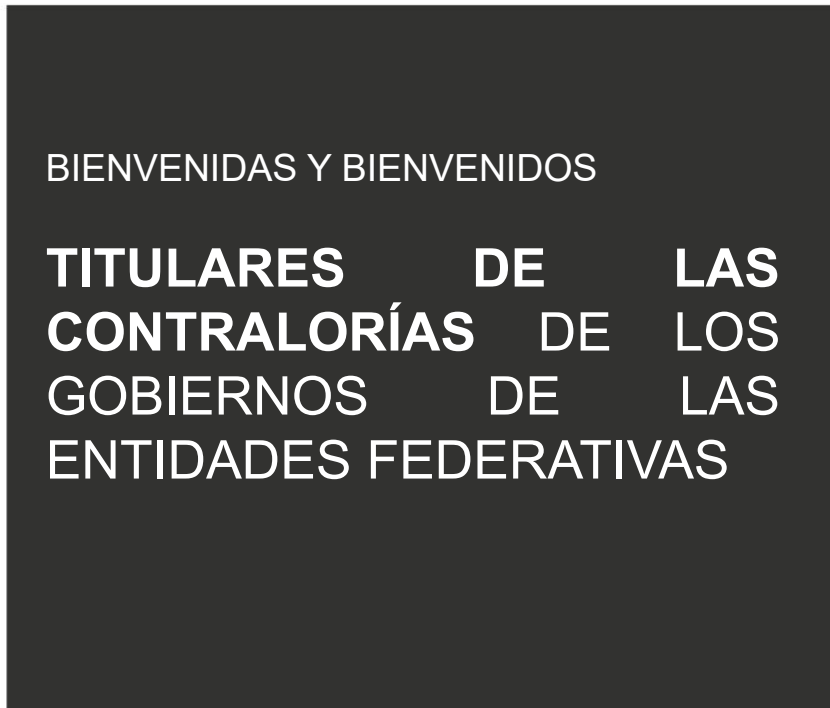 BIENVENIDAS Y BIENVENIDOS
TITULARES DE LAS
CONTRALORÍAS DE LOS
GOBIERNOS DE LAS
ENTIDADES FEDERATIVAS